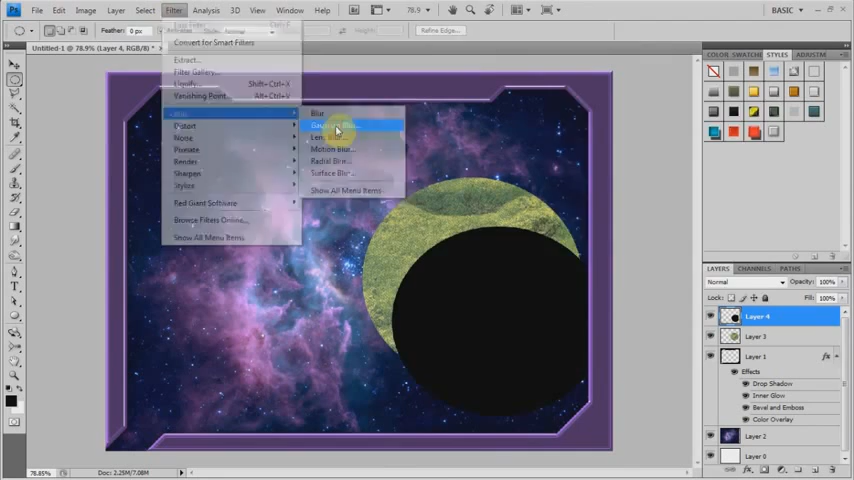 File Edit Image Layer Select Filter Analysis 3D View Window Help 78.9 BASIC
Feather: 0 px Refine Edge...
Untitled-1 @ 78.9% (Layer 4, RGB/8) *
Convert for Smart Filters
Extract...
Filter Gallery...
Liquify... Shift+Ctrl+X
Vanishing Point... Alt+Ctrl+V
Distort
Noise
Pixelate
Render
Sharpen
Stylize
Red Giant Software
Browse Filters Online...
Show All Menu Items
Blur
Gaussian Blur...
Lens Blur...
Motion Blur...
Radial Blur...
Surface Blur...
Show All Menu Items
COLOR SWATCHES STYLES ADJUSTM
LAYERS CHANNELS PATHS
Normal Opacity: 100%
Lock: Fill: 100%
Layer 4
Layer 3
Layer 1 fx
Effects
Drop Shadow
Inner Glow
Bevel and Emboss
Color Overlay
Layer 2
Layer 0
78.85% Doc: 2.25M/7.08M